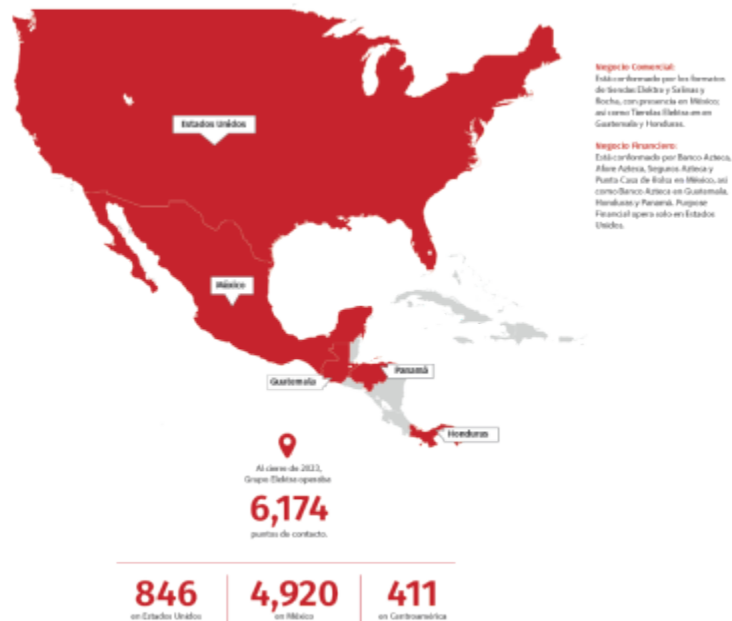 Estados Unidos
México
Guatemala
Panamá
Honduras
Negocio Comercial:
Está conformado por los formatos
de tiendas Elektra y Salinas y
Rocha, con presencia en México;
así como Tiendas Elektra en en
Guatemala y Honduras.
Negocio Financiero:
Está conformado por Banco Azteca,
Afore Azteca, Seguros Azteca y
Punto Casa de Bolsa en México, así
como Banco Azteca en Guatemala,
Honduras y Panamá. Purpose
Financial opera solo en Estados
Unidos.
Al cierre de 2023,
Grupo Elektra operaba
6,174
puntos de contacto.
846
en Estados Unidos
4,920
en México
411
en Centroamérica